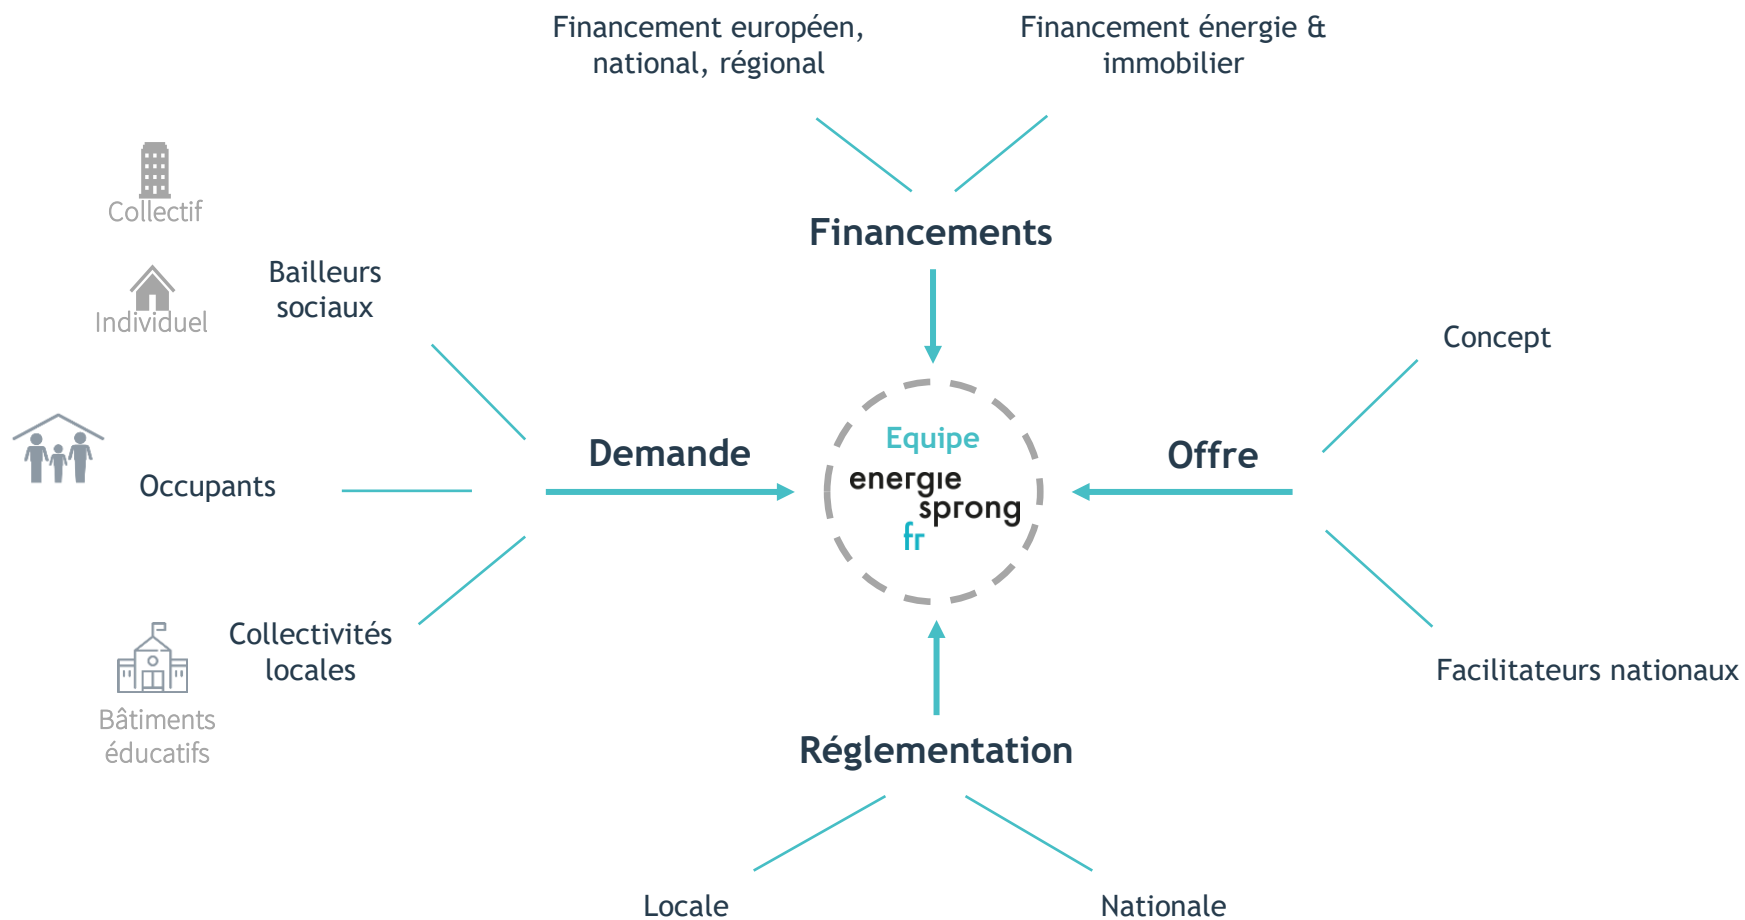 Financement européen,
national, régional
Financement énergie &
immobilier
Financements
Collectif
Individuel
Bailleurs
sociaux
Occupants
Collectivités
locales
Bâtiments
éducatifs
Demande
Equipe
energie
sprong
fr
Offre
Concept
Facilitateurs nationaux
Réglementation
Locale
Nationale